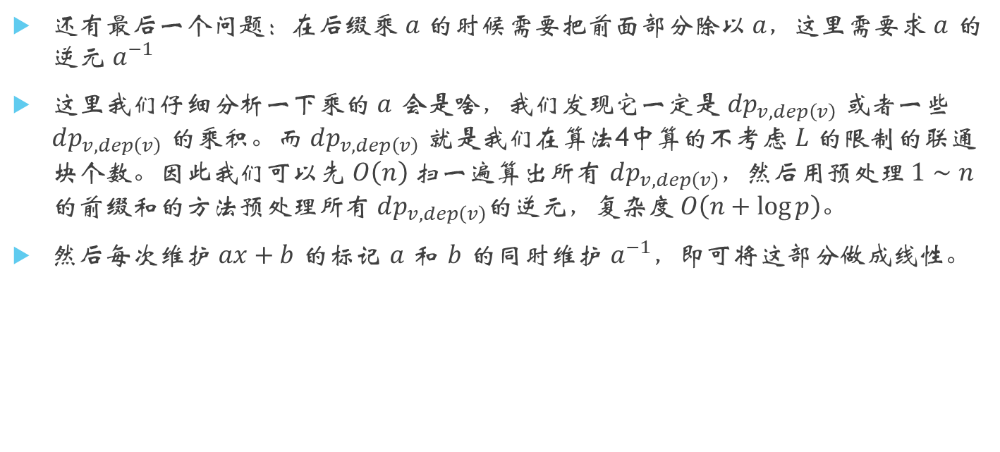 还有最后一个问题：在后缀乘 a 的时候需要把前面部分除以 a，这里需要求 a 的
逆元 a⁻¹
这里我们仔细分析一下乘的 a 会是啥，我们发现它一定是 dp_{v,dep(v)} 或者一些
dp_{v,dep(v)} 的乘积。而 dp_{v,dep(v)} 就是我们在算法4中算的不考虑 L 的限制的联通
块个数。因此我们可以先 O(n) 扫一遍算出所有 dp_{v,dep(v)}，然后用预处理 1 ~ n
的前缀和的方法预处理所有 dp_{v,dep(v)}的逆元，复杂度 O(n + log p)。
然后每次维护 ax + b 的标记 a 和 b 的同时维护 a⁻¹，即可将这部分做成线性。